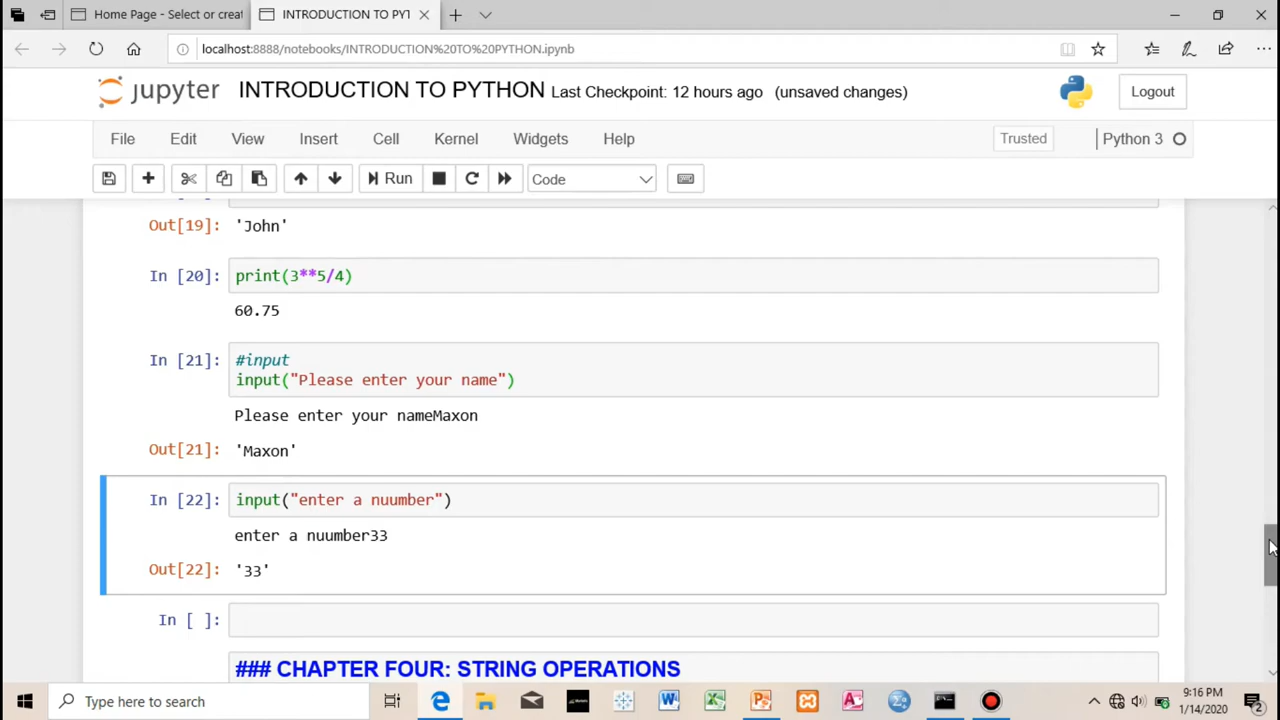 Home Page - Select or creat
INTRODUCTION TO PYT
localhost:8888/notebooks/INTRODUCTION%20TO%20PYTHON.ipynb
jupyter INTRODUCTION TO PYTHON Last Checkpoint: 12 hours ago (unsaved changes)
Logout
File Edit View Insert Cell Kernel Widgets Help
Trusted
Python 3
Run
Code
Out[19]: 'John'
In [20]: print(3**5/4)
60.75
In [21]: #input
input("Please enter your name")
Please enter your nameMaxon
Out[21]: 'Maxon'
In [22]: input("enter a nuumber")
enter a nuumber33
Out[22]: '33'
In [ ]:
### CHAPTER FOUR: STRING OPERATIONS
Type here to search
9:16 PM
1/14/2020
2